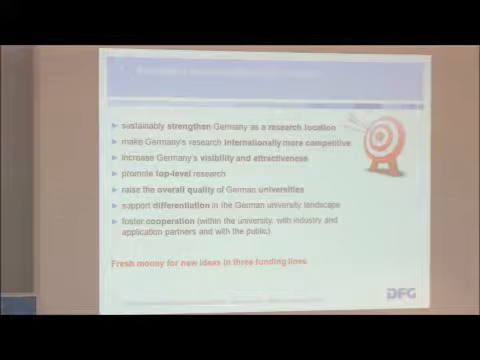 sustainably strengthen Germany as a research location
make Germany's research internationally more competitive
increase Germany's visibility and attractiveness
promote top-level research
raise the overall quality of German universities
support differentiation in the German university landscape
foster cooperation (within the university, with industry and
application partners and with the public)
Fresh money for new ideas in three funding lines
DFG